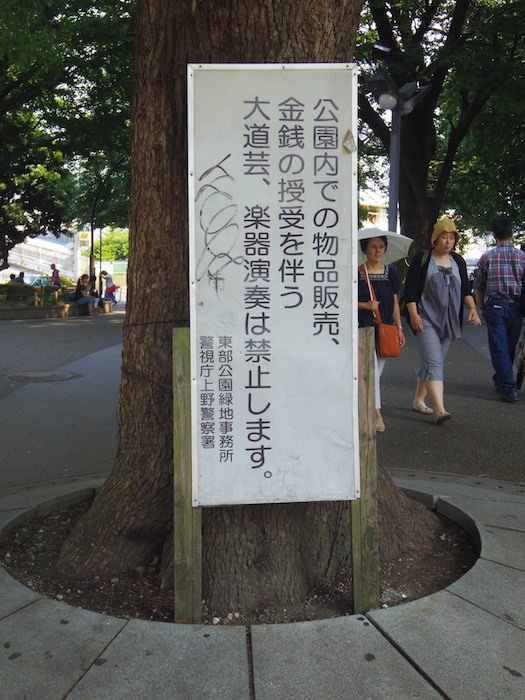 公園内での物品販売、
金銭の授受を伴う
大道芸、楽器演奏は禁止します。
東部公園緑地事務所
警視庁上野警察署